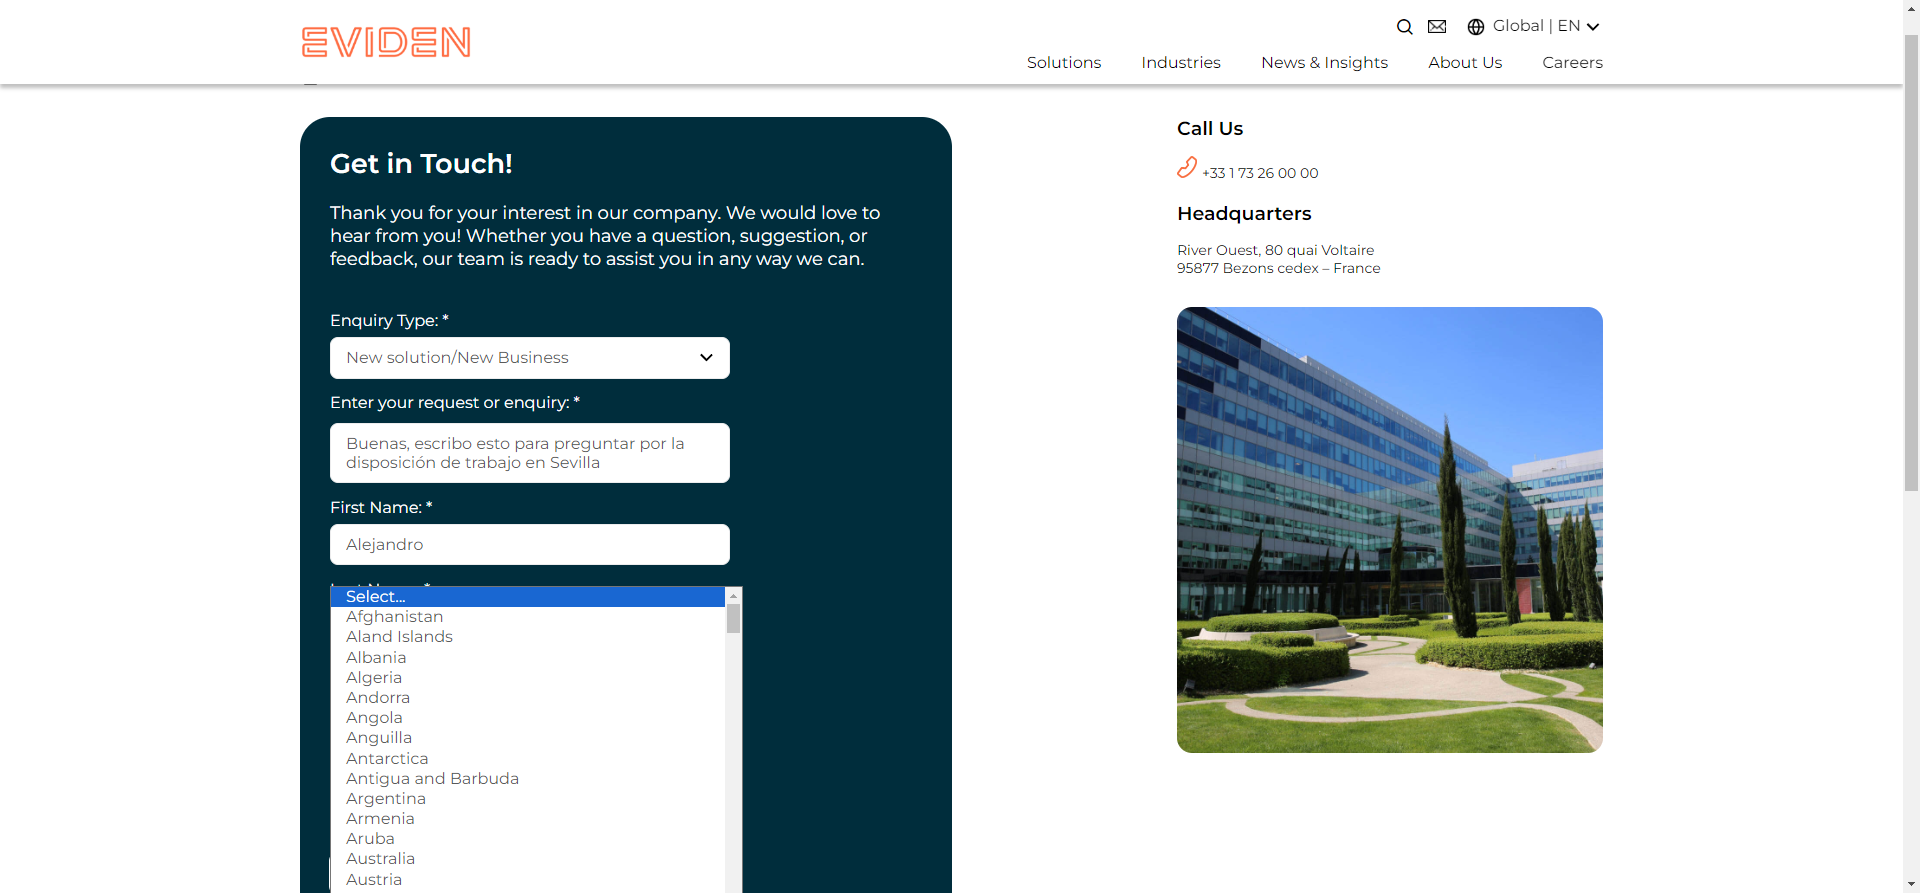 EVIDEN
Global | EN
Solutions
Industries
News & Insights
About Us
Careers
Get in Touch!
Thank you for your interest in our company. We would love to
hear from you! Whether you have a question, suggestion, or
feedback, our team is ready to assist you in any way we can.
Enquiry Type: *
New solution/New Business
Enter your request or enquiry: *
Buenas, escribo esto para preguntar por la
disposición de trabajo en Sevilla
First Name: *
Alejandro
Select...
Afghanistan
Aland Islands
Albania
Algeria
Andorra
Angola
Anguilla
Antarctica
Antigua and Barbuda
Argentina
Armenia
Aruba
Australia
Austria
Call Us
+33 1 73 26 00 00
Headquarters
River Ouest, 80 quai Voltaire
95877 Bezons cedex – France